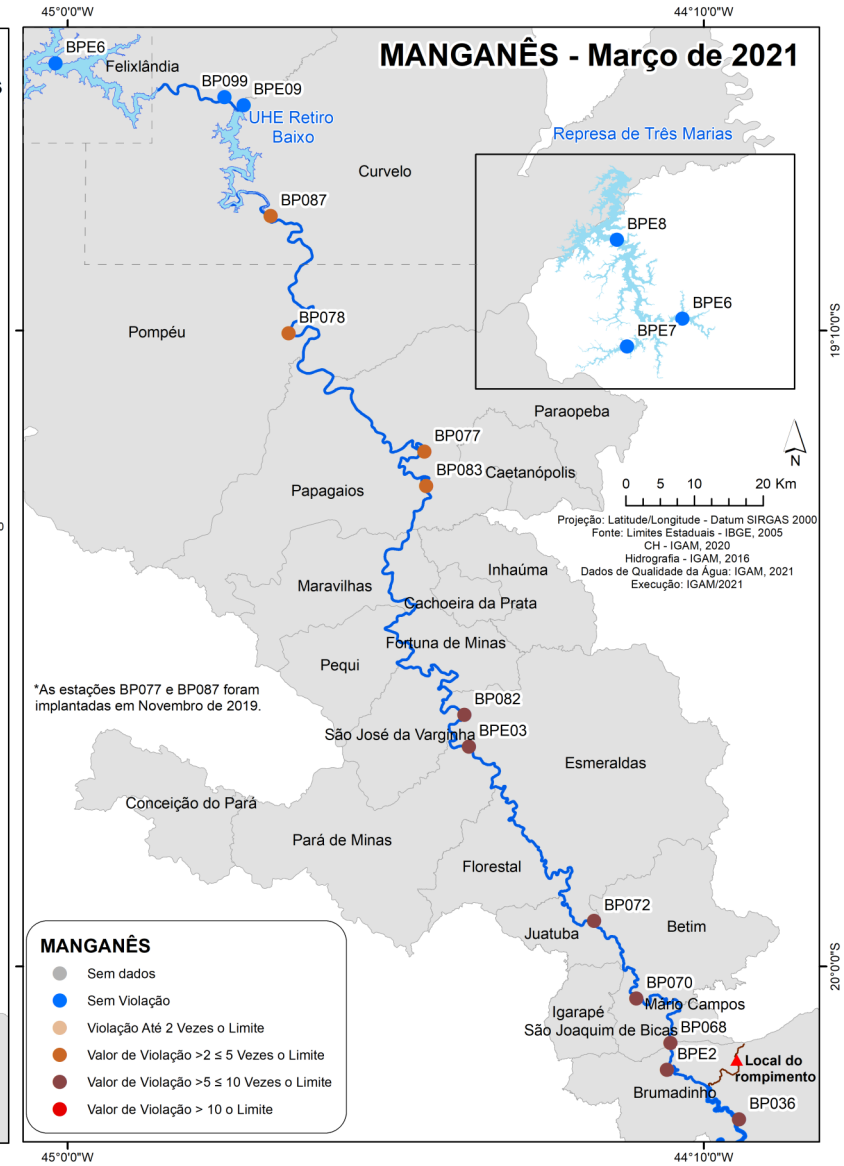 45°0'0"W
44°10'0"W
MANGANÊS - Março de 2021
BPE6
Felixlândia
BP099
BPE09
UHE Retiro
Baixo
Represa de Três Marias
Curvelo
BP087
BPE8
BPE6
BPE7
BP078
Pompéu
19°10'0"S
Paraopeba
BP077
BP083
Caetanópolis
Papagaios
N
0 5 10 20 Km
Projeção: Latitude/Longitude - Datum SIRGAS 2000
Fonte: Limites Estaduais - IBGE, 2005
CH - IGAM, 2020
Hidrografia - IGAM, 2016
Dados de Qualidade da Água: IGAM, 2021
Execução: IGAM/2021
Inhaúma
Maravilhas
Cachoeira da Prata
Fortuna de Minas
Pequi
*As estações BP077 e BP087 foram
implantadas em Novembro de 2019.
BP082
São José da Varginha
BPE03
Esmeraldas
Conceição do Pará
Pará de Minas
Florestal
BP072
Juatuba
Betim
20°0'0"S
BP070
Mário Campos
Igarapé
São Joaquim de Bicas
BP068
BPE2
Local do
rompimento
Brumadinho
BP036
MANGANÊS
Sem dados
Sem Violação
Violação Até 2 Vezes o Limite
Valor de Violação >2 ≤ 5 Vezes o Limite
Valor de Violação >5 ≤ 10 Vezes o Limite
Valor de Violação > 10 o Limite
45°0'0"W
44°10'0"W